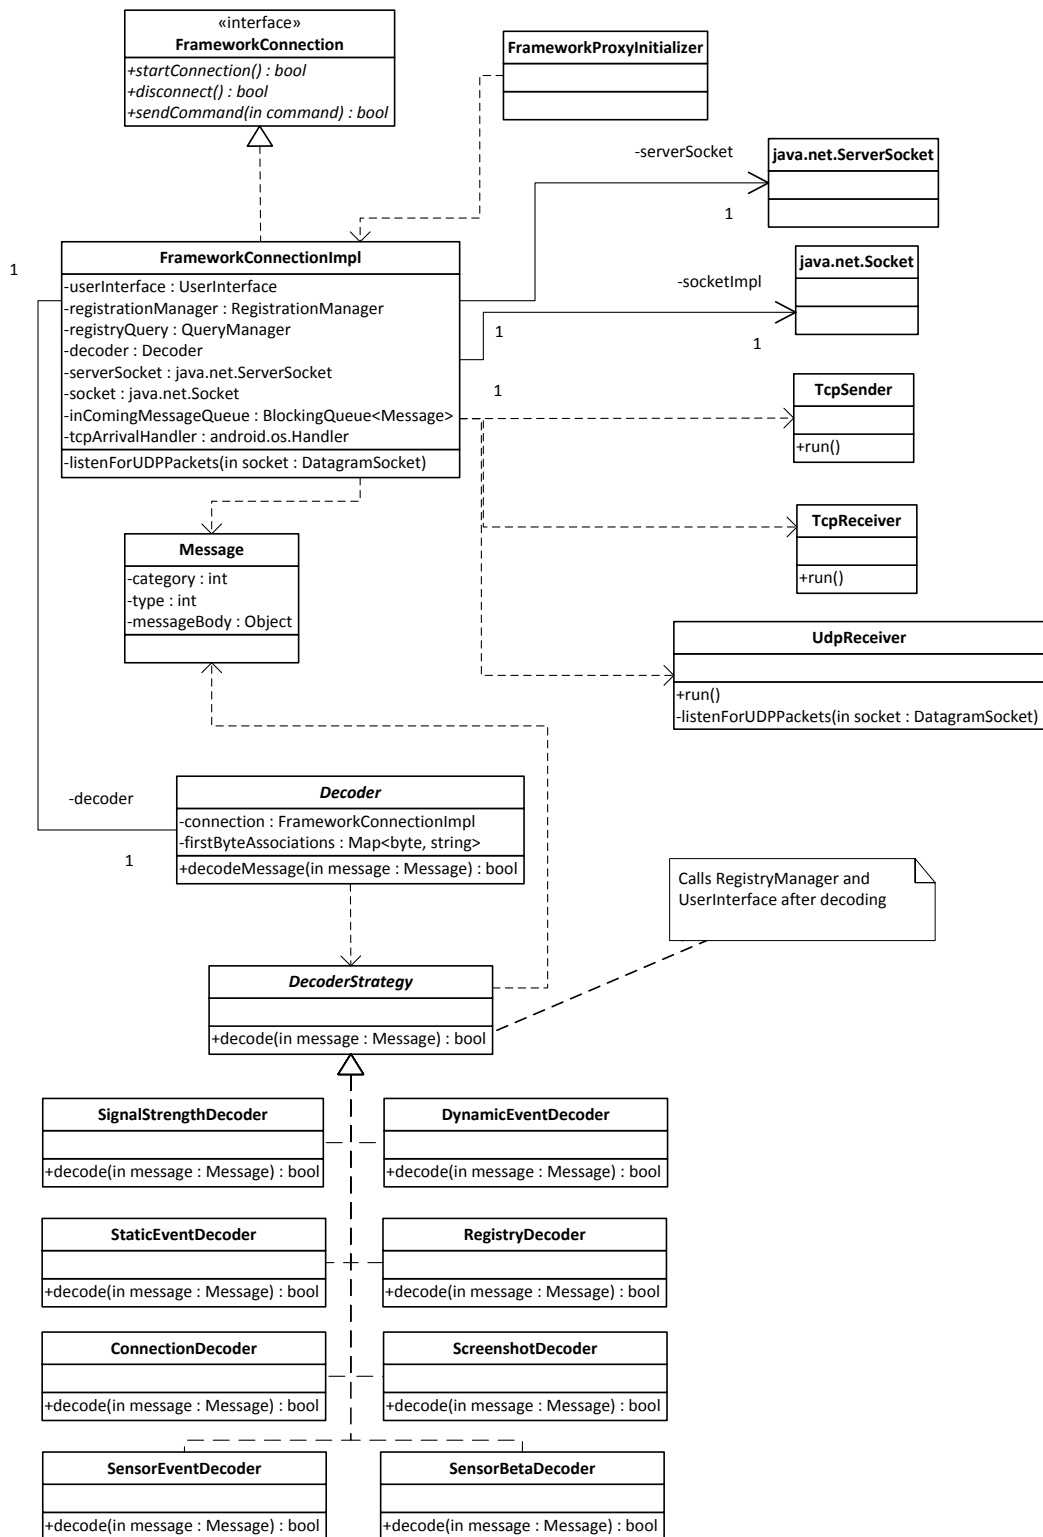 «interface»
FrameworkConnection
+startConnection() : bool
+disconnect() : bool
+sendCommand(in command) : bool
FrameworkProxyInitializer
-serverSocket
java.net.ServerSocket
1
1
FrameworkConnectionImpl
-userInterface : UserInterface
-registrationManager : RegistrationManager
-registryQuery : QueryManager
-decoder : Decoder
-serverSocket : java.net.ServerSocket
-socket : java.net.Socket
-inComingMessageQueue : BlockingQueue<Message>
-tcpArrivalHandler : android.os.Handler
-listenForUDPPackets(in socket : DatagramSocket)
-socketImpl
java.net.Socket
1
1
1
TcpSender
+run()
TcpReceiver
+run()
Message
-category : int
-type : int
-messageBody : Object
UdpReceiver
+run()
-listenForUDPPackets(in socket : DatagramSocket)
-decoder
1
Decoder
-connection : FrameworkConnectionImpl
-firstByteAssociations : Map<byte, string>
+decodeMessage(in message : Message) : bool
Calls RegistryManager and
UserInterface after decoding
DecoderStrategy
+decode(in message : Message) : bool
SignalStrengthDecoder
+decode(in message : Message) : bool
DynamicEventDecoder
+decode(in message : Message) : bool
StaticEventDecoder
+decode(in message : Message) : bool
RegistryDecoder
+decode(in message : Message) : bool
ConnectionDecoder
+decode(in message : Message) : bool
ScreenshotDecoder
+decode(in message : Message) : bool
SensorEventDecoder
+decode(in message : Message) : bool
SensorBetaDecoder
+decode(in message : Message) : bool